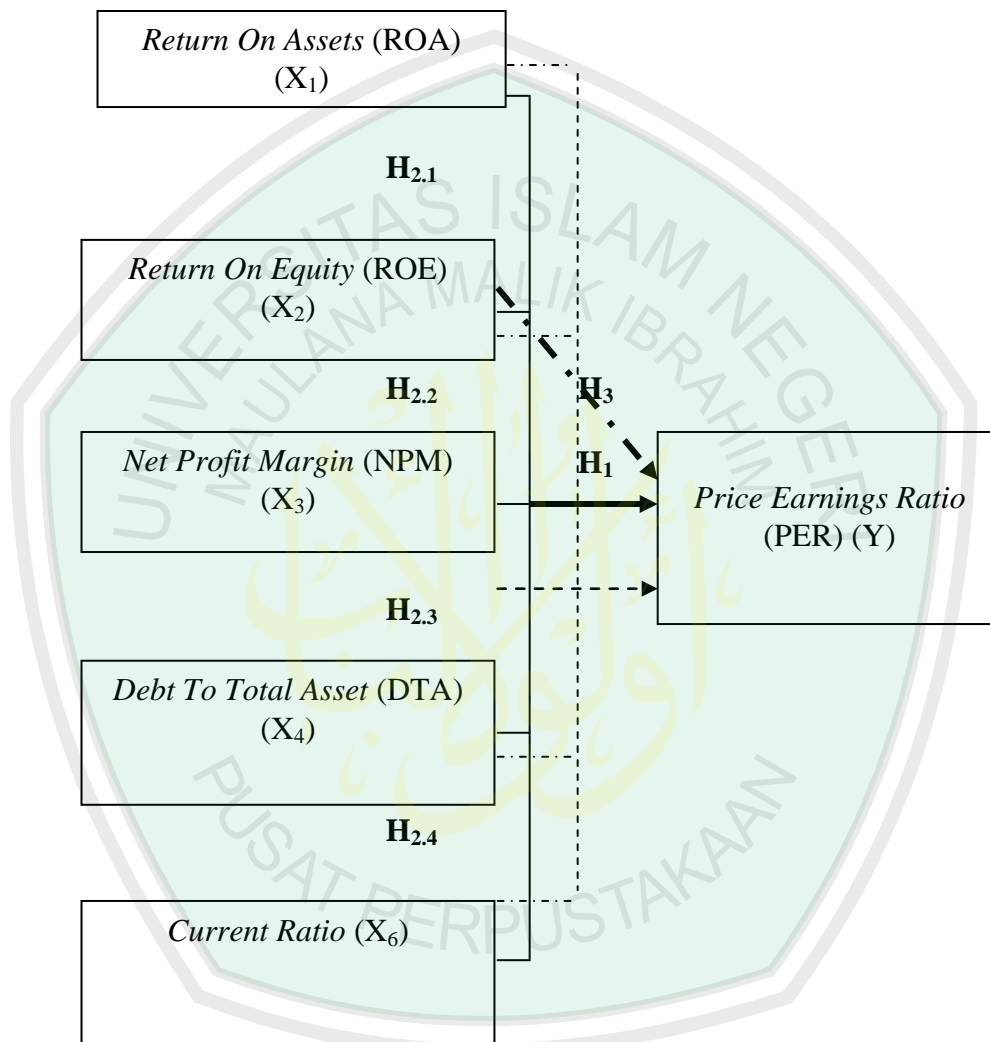 Return On Assets (ROA)
(X₁)
H₂.₁
Return On Equity (ROE)
(X₂)
H₂.₂
H₃
Net Profit Margin (NPM)
(X₃)
H₁
Price Earnings Ratio
(PER) (Y)
H₂.₃
Debt To Total Asset (DTA)
(X₄)
H₂.₄
Current Ratio (X₆)
UNIVERSITAS ISLAM NEGERI
MAULANA MALIK IBRAHIM
PUSAT PERPUSTAKAAN